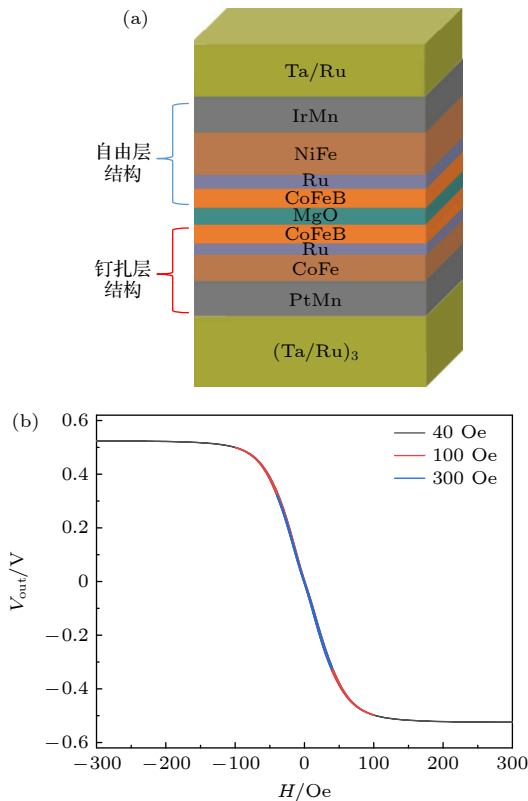 (a)
Ta/Ru
IrMn
NiFe
Ru
CoFeB
MgO
CoFeB
Ru
CoFe
PtMn
(Ta/Ru)₃
自由层
结构
钉扎层
结构
(b)
0.6
0.4
0.2
0
−0.2
−0.4
−0.6
V_out/V
40 Oe
100 Oe
300 Oe
−300 −200 −100 0 100 200 300
H/Oe